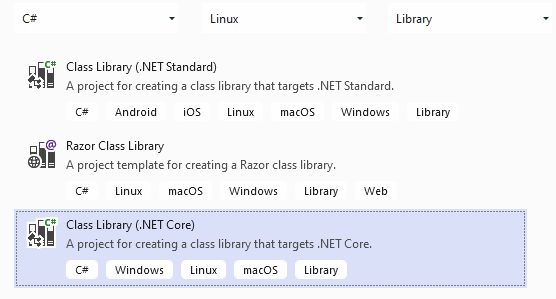 C# Linux Library
Class Library (.NET Standard)
A project for creating a class library that targets .NET Standard.
C# Android iOS Linux macOS Windows Library
Razor Class Library
A project template for creating a Razor class library.
C# Linux macOS Windows Library Web
Class Library (.NET Core)
A project for creating a class library that targets .NET Core.
C# Windows Linux macOS Library